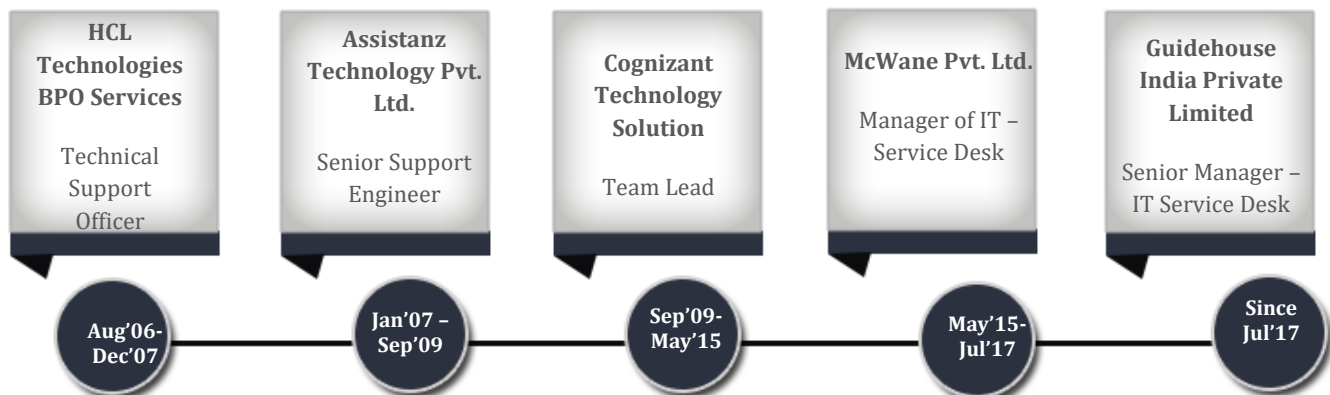 HCL
Technologies
BPO Services
Technical
Support
Officer
Assistanz
Technology Pvt.
Ltd.
Senior Support
Engineer
Cognizant
Technology
Solution
Team Lead
McWane Pvt. Ltd.
Manager of IT –
Service Desk
Guidehouse
India Private
Limited
Senior Manager –
IT Service Desk
Aug’06-
Dec’07
Jan’07 –
Sep’09
Sep’09-
May’15
May’15-
Jul’17
Since
Jul’17